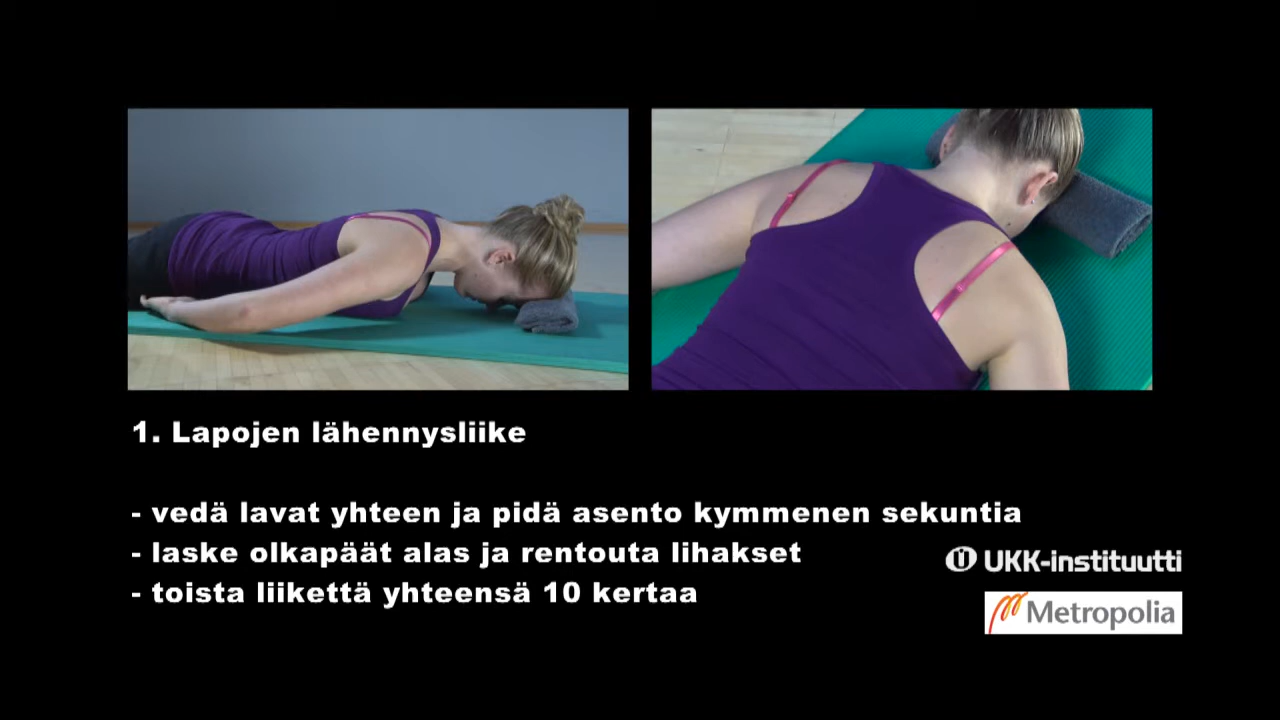 1. Lapojen lähennysliike
- vedä lavat yhteen ja pidä asento kymmenen sekuntia
- laske olkapäät alas ja rentouta lihakset
- toista liikettä yhteensä 10 kertaa
UKK-instituutti
Metropolia